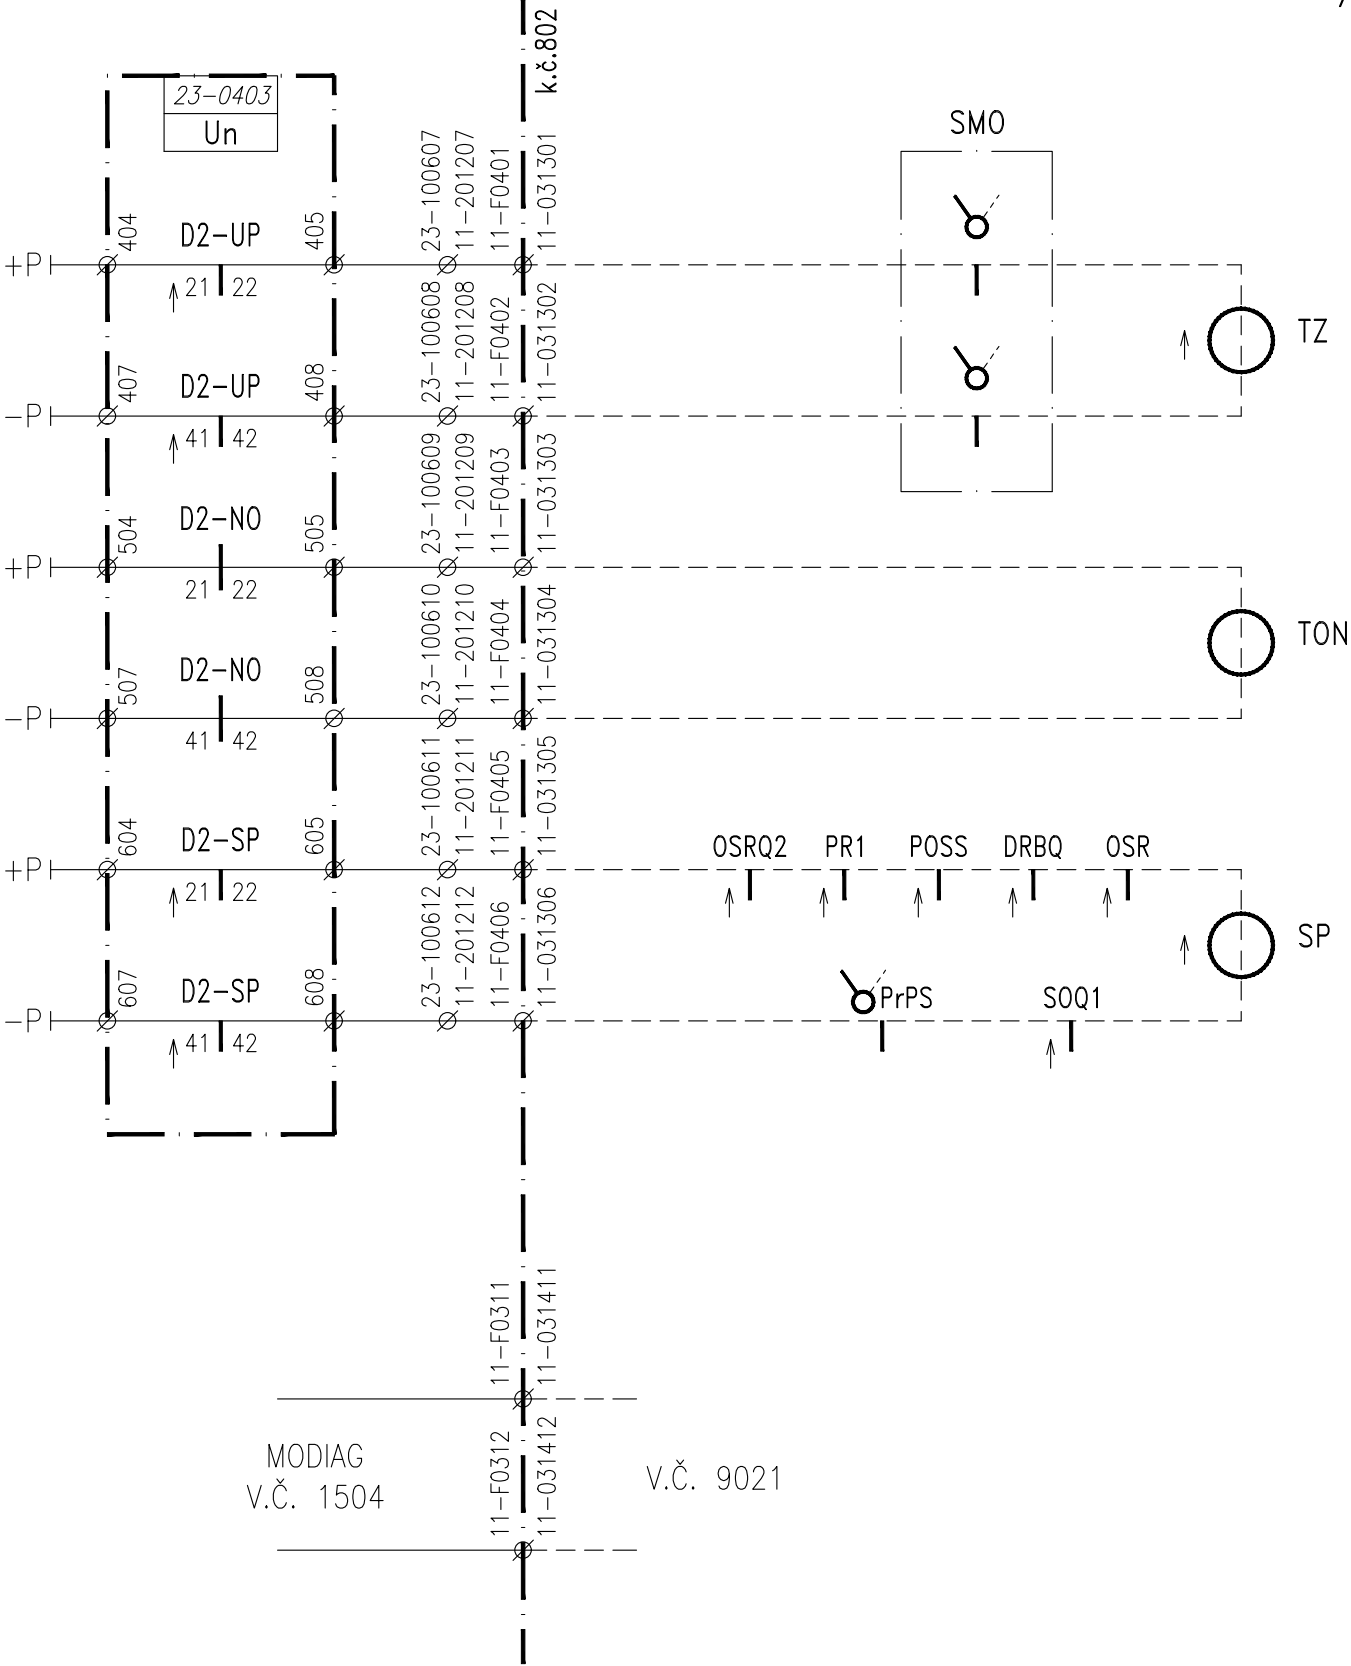 k.č.802
23-0403
Un
SMO
+P
404
D2-UP
21
22
405
23-100607
11-201207
11-F0401
11-031301
TZ
-P
407
D2-UP
41
42
408
23-100608
11-201208
11-F0402
11-031302
+P
504
D2-NO
21
22
505
23-100609
11-201209
11-F0403
11-031303
TON
-P
507
D2-NO
41
42
508
23-100610
11-201210
11-F0404
11-031304
+P
604
D2-SP
21
22
605
23-100611
11-201211
11-F0405
11-031305
OSRQ2
PR1
POSS
DRBQ
OSR
SP
-P
607
D2-SP
41
42
608
23-100612
11-201212
11-F0406
11-031306
PrPS
SOQ1
11-F0311
11-031411
MODIAG
V.Č. 1504
11-F0312
11-031412
V.Č. 9021